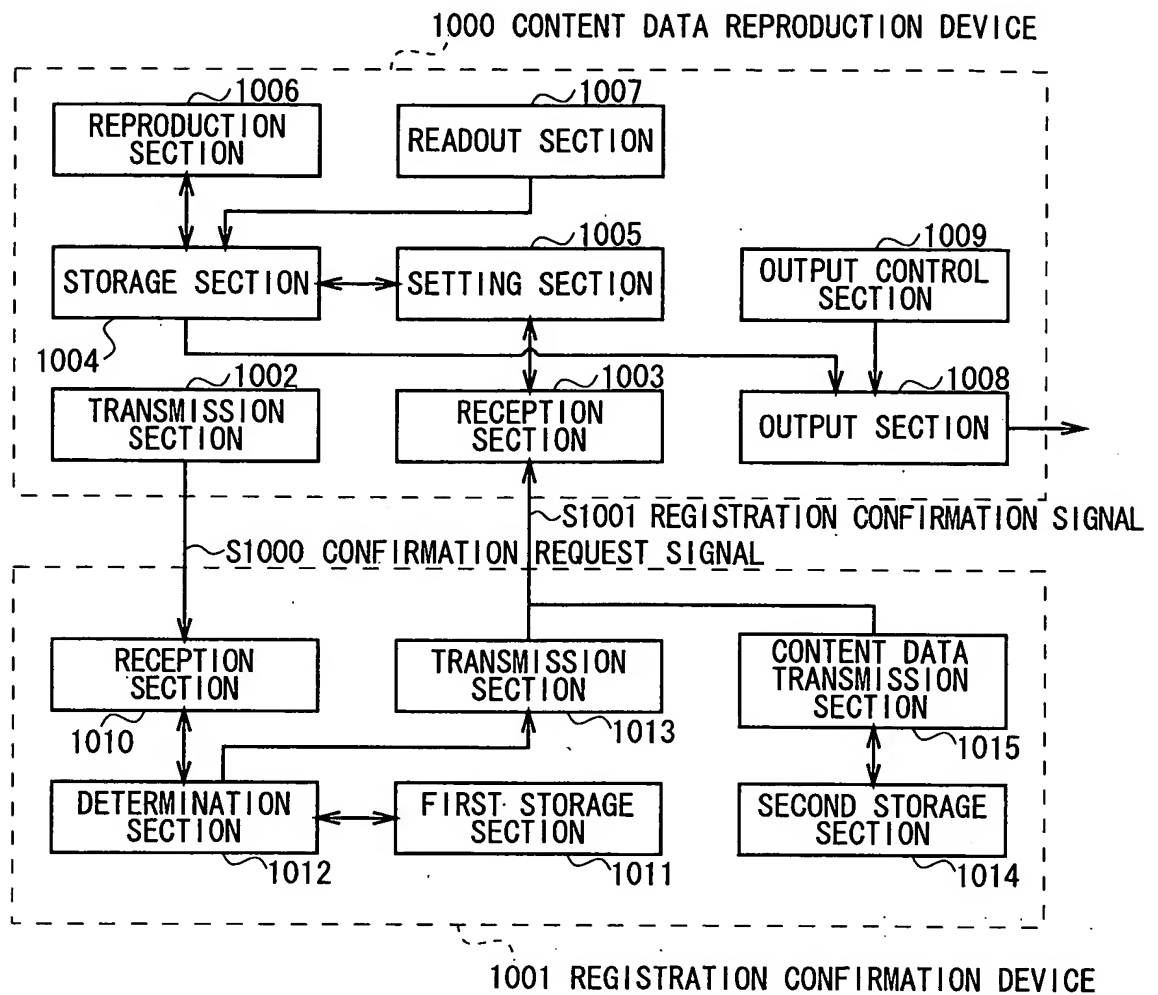 1000 CONTENT DATA REPRODUCTION DEVICE
1006
REPRODUCTION
SECTION
1007
READOUT SECTION
STORAGE SECTION
1004
1005
SETTING SECTION
1009
OUTPUT CONTROL
SECTION
1002
TRANSMISSION
SECTION
1003
RECEPTION
SECTION
1008
OUTPUT SECTION
S1001 REGISTRATION CONFIRMATION SIGNAL
S1000 CONFIRMATION REQUEST SIGNAL
RECEPTION
SECTION
1010
TRANSMISSION
SECTION
1013
CONTENT DATA
TRANSMISSION
SECTION
1015
DETERMINATION
SECTION
1012
FIRST STORAGE
SECTION
1011
SECOND STORAGE
SECTION
1014
1001 REGISTRATION CONFIRMATION DEVICE